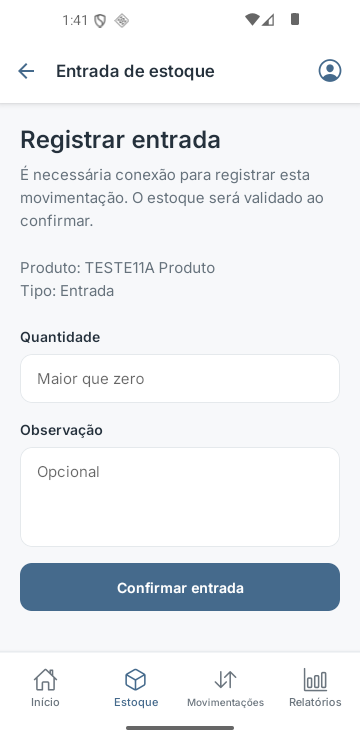 1:41
Entrada de estoque
Registrar entrada
É necessária conexão para registrar esta
movimentação. O estoque será validado ao
confirmar.
Produto: TESTE11A Produto
Tipo: Entrada
Quantidade
Maior que zero
Observação
Opcional
Confirmar entrada
Início
Estoque
Movimentações
Relatórios